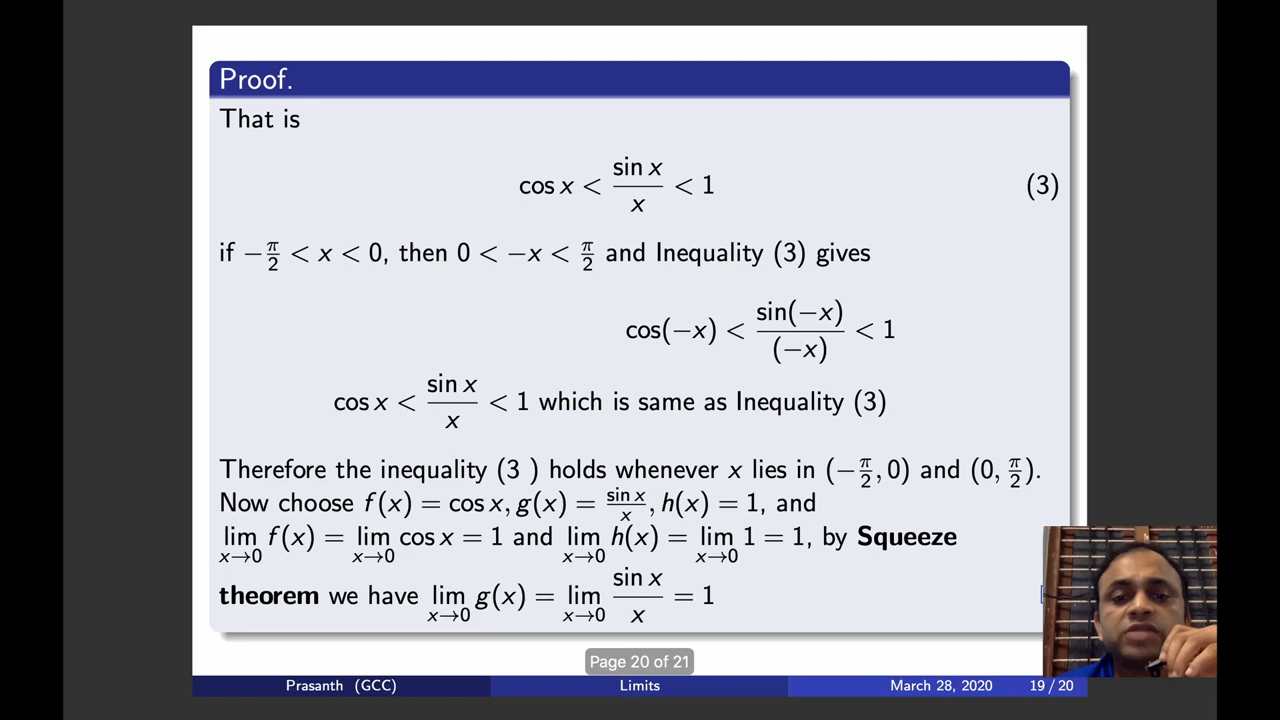 Proof.
That is
cos x < sin x / x < 1 (3)
if −π/2 < x < 0, then 0 < −x < π/2 and Inequality (3) gives
cos(−x) < sin(−x) / (−x) < 1
cos x < sin x / x < 1 which is same as Inequality (3)
Therefore the inequality (3 ) holds whenever x lies in (−π/2, 0) and (0, π/2).
Now choose f(x) = cos x, g(x) = sin x / x, h(x) = 1, and
lim x→0 f(x) = lim x→0 cos x = 1 and lim x→0 h(x) = lim x→0 1 = 1, by Squeeze
theorem we have lim x→0 g(x) = lim x→0 sin x / x = 1
Page 20 of 21
Prasanth (GCC) Limits March 28, 2020 19 / 20